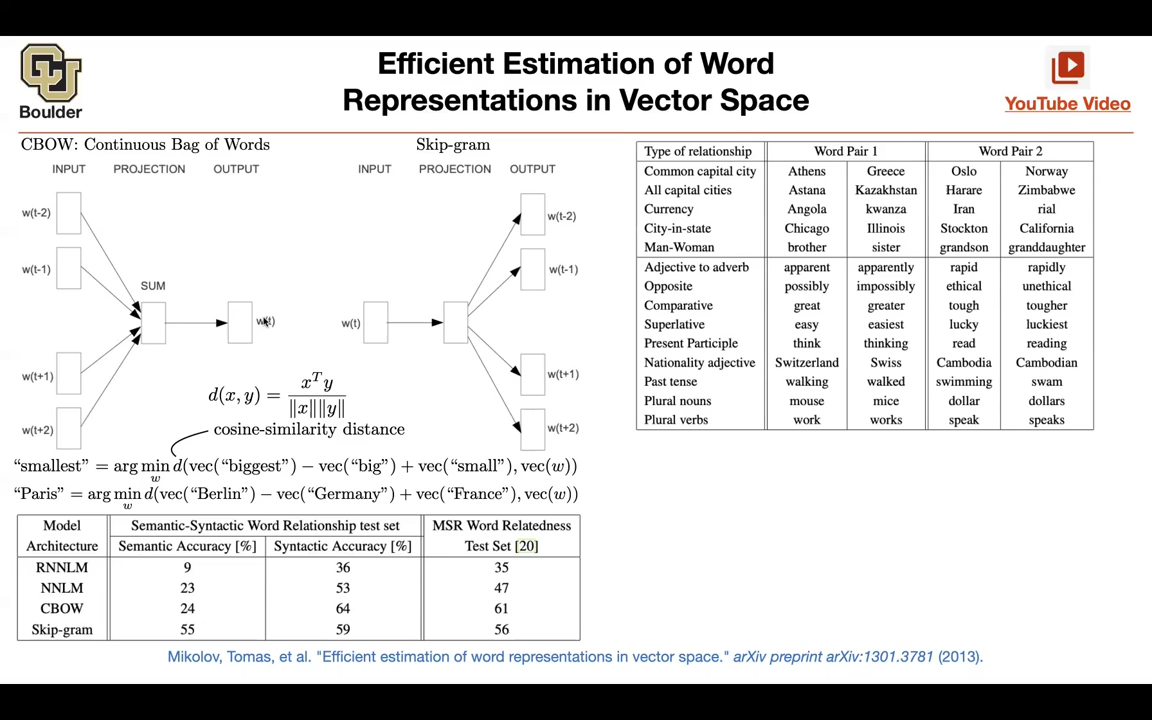 Efficient Estimation of Word
Representations in Vector Space
Boulder
YouTube Video
CBOW: Continuous Bag of Words
INPUT PROJECTION OUTPUT
w(t-2)
w(t-1)
SUM
w(t)
w(t+1)
w(t+2)
Skip-gram
INPUT PROJECTION OUTPUT
w(t)
w(t-2)
w(t-1)
w(t+1)
w(t+2)
d(x, y) = x^T y / ‖x‖‖y‖
cosine-similarity distance
“smallest” = arg min_w d(vec(“biggest”) − vec(“big”) + vec(“small”), vec(w))
“Paris” = arg min_w d(vec(“Berlin”) − vec(“Germany”) + vec(“France”), vec(w))
Model Semantic-Syntactic Word Relationship test set MSR Word Relatedness
Architecture Semantic Accuracy [%] Syntactic Accuracy [%] Test Set [20]
RNNLM 9 36 35
NNLM 23 53 47
CBOW 24 64 61
Skip-gram 55 59 56
Type of relationship Word Pair 1 Word Pair 2
Common capital city Athens Greece Oslo Norway
All capital cities Astana Kazakhstan Harare Zimbabwe
Currency Angola kwanza Iran rial
City-in-state Chicago Illinois Stockton California
Man-Woman brother sister grandson granddaughter
Adjective to adverb apparent apparently rapid rapidly
Opposite possibly impossibly ethical unethical
Comparative great greater tough tougher
Superlative easy easiest lucky luckiest
Present Participle think thinking read reading
Nationality adjective Switzerland Swiss Cambodia Cambodian
Past tense walking walked swimming swam
Plural nouns mouse mice dollar dollars
Plural verbs work works speak speaks
Mikolov, Tomas, et al. "Efficient estimation of word representations in vector space." arXiv preprint arXiv:1301.3781 (2013).